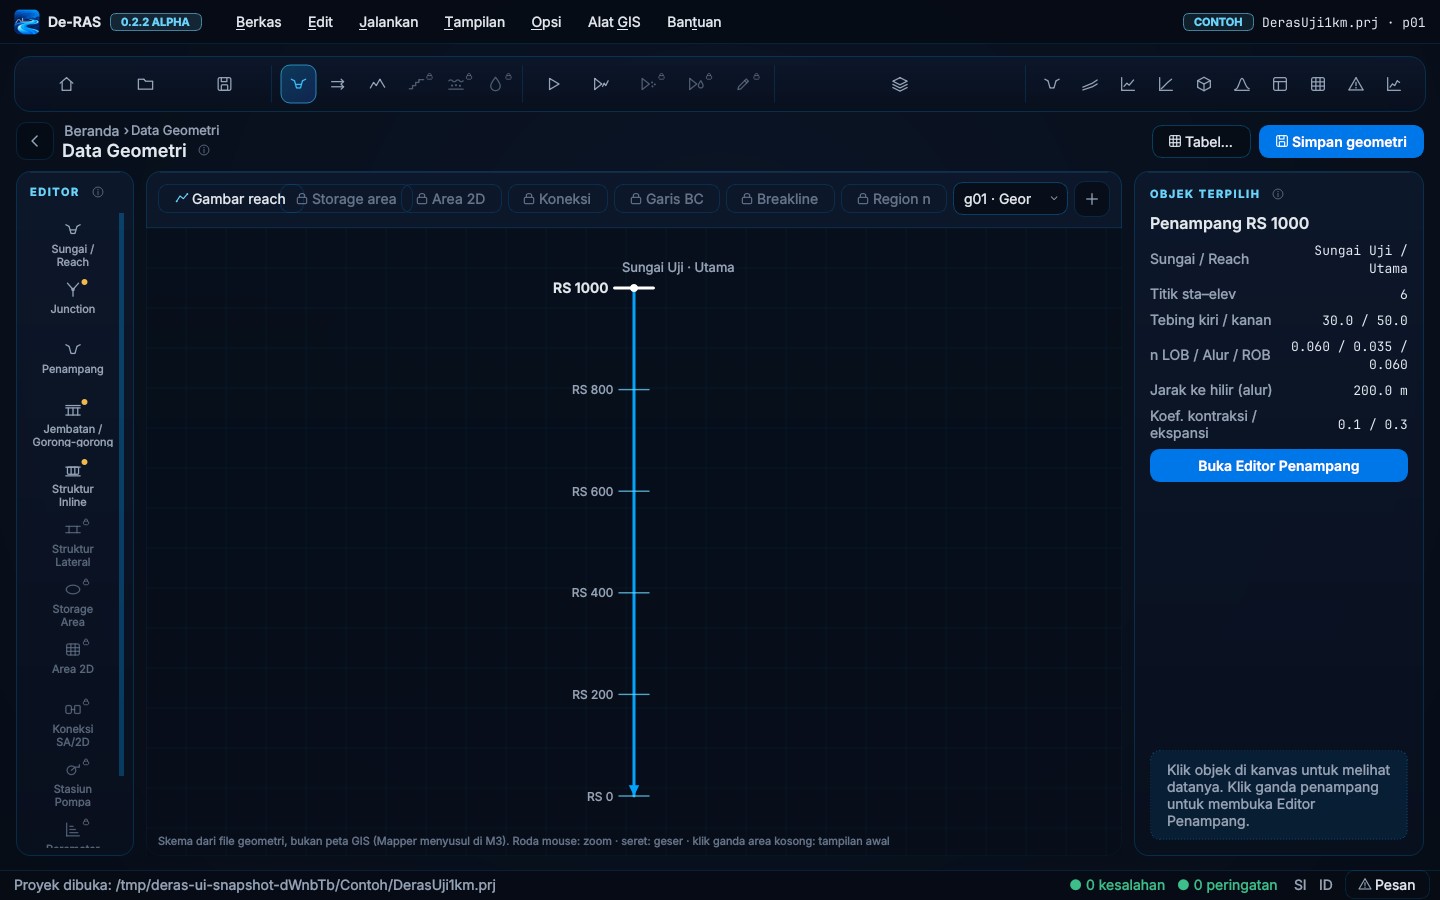 De-RAS 0.2.2 ALPHA Berkas Edit Jalankan Tampilan Opsi Alat GIS Bantuan CONTOH DerasUji1km.prj · p01
Beranda › Data Geometri
Data Geometri
Tabel... Simpan geometri
EDITOR
Sungai /
Reach
Junction
Penampang
Jembatan /
Gorong-gorong
Struktur
Inline
Struktur
Lateral
Storage
Area
Area 2D
Koneksi
SA/2D
Stasiun
Pompa
Gambar reach Storage area Area 2D Koneksi Garis BC Breakline Region n g01 · Geor
Sungai Uji · Utama
RS 1000
RS 800
RS 600
RS 400
RS 200
RS 0
Skema dari file geometri, bukan peta GIS (Mapper menyusul di M3). Roda mouse: zoom · seret: geser · klik ganda area kosong: tampilan awal
OBJEK TERPILIH
Penampang RS 1000
Sungai / Reach Sungai Uji /
Utama
Titik sta–elev 6
Tebing kiri / kanan 30.0 / 50.0
n LOB / Alur / ROB 0.060 / 0.035 /
0.060
Jarak ke hilir (alur) 200.0 m
Koef. kontraksi /
ekspansi 0.1 / 0.3
Buka Editor Penampang
Klik objek di kanvas untuk melihat
datanya. Klik ganda penampang
untuk membuka Editor
Penampang.
Proyek dibuka: /tmp/deras-ui-snapshot-dWnbTb/Contoh/DerasUji1km.prj 0 kesalahan 0 peringatan SI ID Pesan